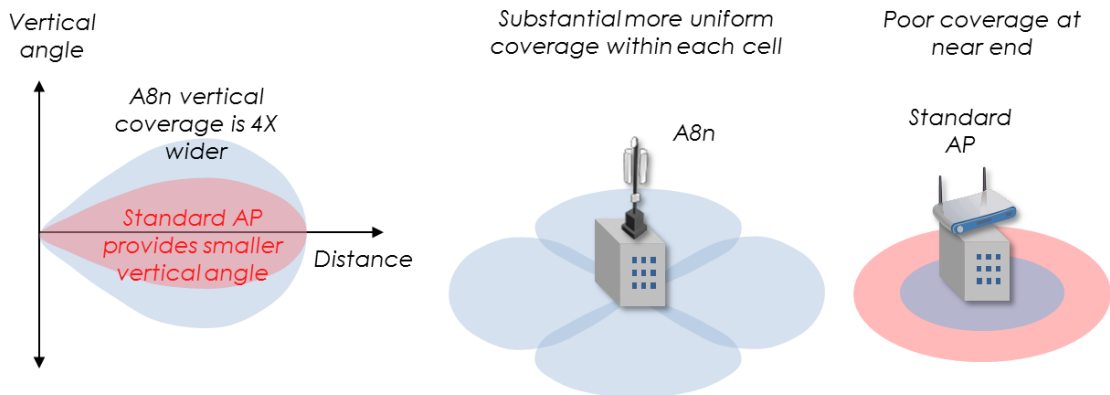 Vertical
angle
A8n vertical
coverage is 4X
wider
Standard AP
provides smaller
vertical angle
Distance
Substantial more uniform
coverage within each cell
A8n
Poor coverage at
near end
Standard
AP